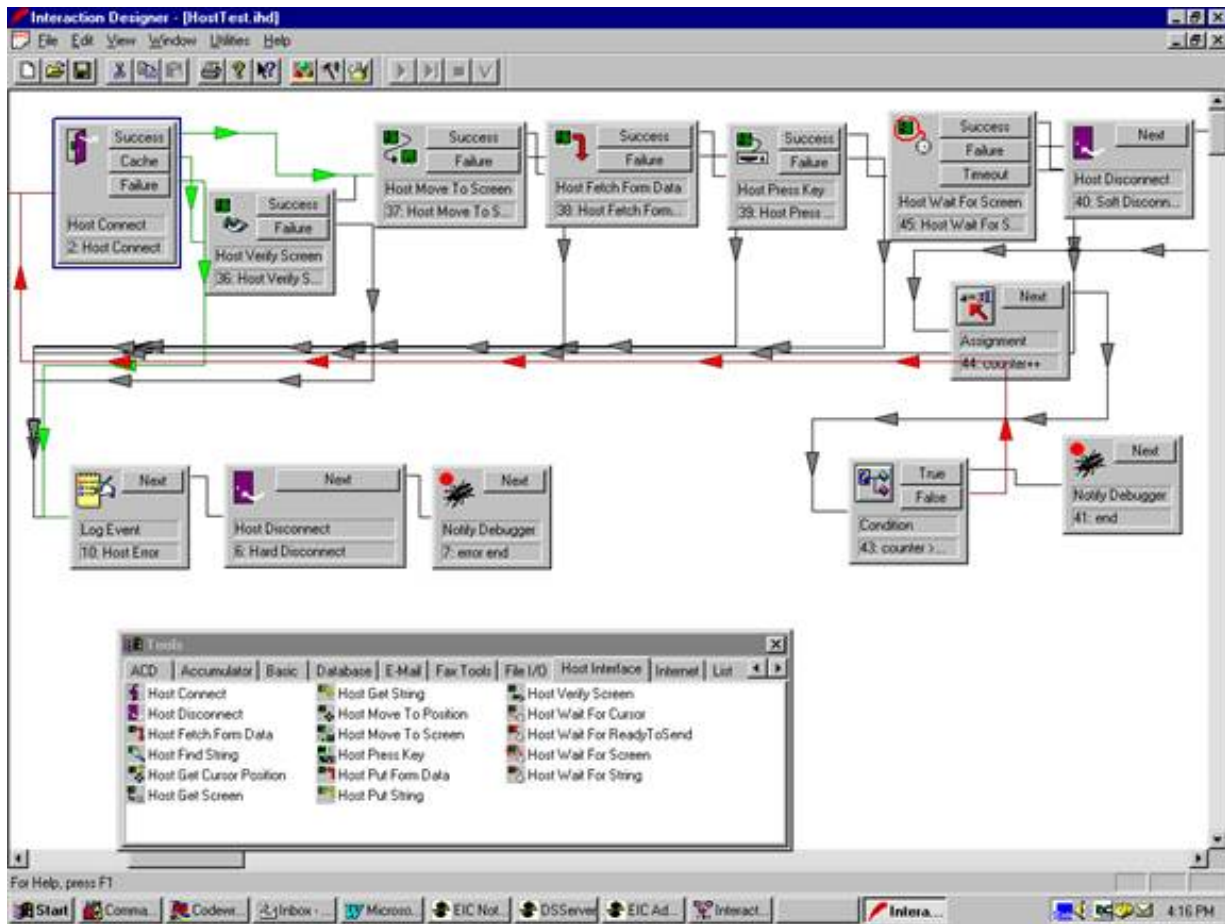 Interaction Designer - [HostTest.ihd]
File Edit View Window Utilities Help
Success
Cache
Failure
Host Connect
2: Host Connect
Success
Failure
Host Verify Screen
36: Host Verify S...
Success
Failure
Host Move To Screen
37: Host Move To S...
Success
Failure
Host Fetch Form Data
38: Host Fetch Form...
Success
Failure
Host Press Key
39: Host Press ...
Success
Failure
Timeout
Host Wait For Screen
45: Host Wait For S...
Next
Host Disconnect
40: Soft Disconn...
Next
Assignment
44: counter++
Next
Log Event
10: Host Error
Next
Host Disconnect
6: Hard Disconnect
Next
Notify Debugger
7: error end
True
False
Condition
43: counter >...
Next
Notify Debugger
41: end
Tools
ACD Accumulator Basic Database E-Mail Fax Tools File I/O Host Interface Internet List
Host Connect
Host Disconnect
Host Fetch Form Data
Host Find String
Host Get Cursor Position
Host Get Screen
Host Get String
Host Move To Position
Host Move To Screen
Host Press Key
Host Put Form Data
Host Put String
Host Verify Screen
Host Wait For Cursor
Host Wait For ReadyToSend
Host Wait For Screen
Host Wait For String
For Help, press F1
Start Comma... Codewr... Inbox - ... Microso... EIC Not... DSServer EIC Ad... Interact... Intera... 4:16 PM